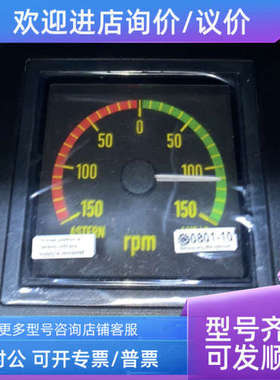 欢迎进店询价/议价
0
50 50
100 100
150 150
ASTERN
rpm
0801-10
更多型号咨询店铺客服
对公 可开专票/普票
型号齐
可发顺